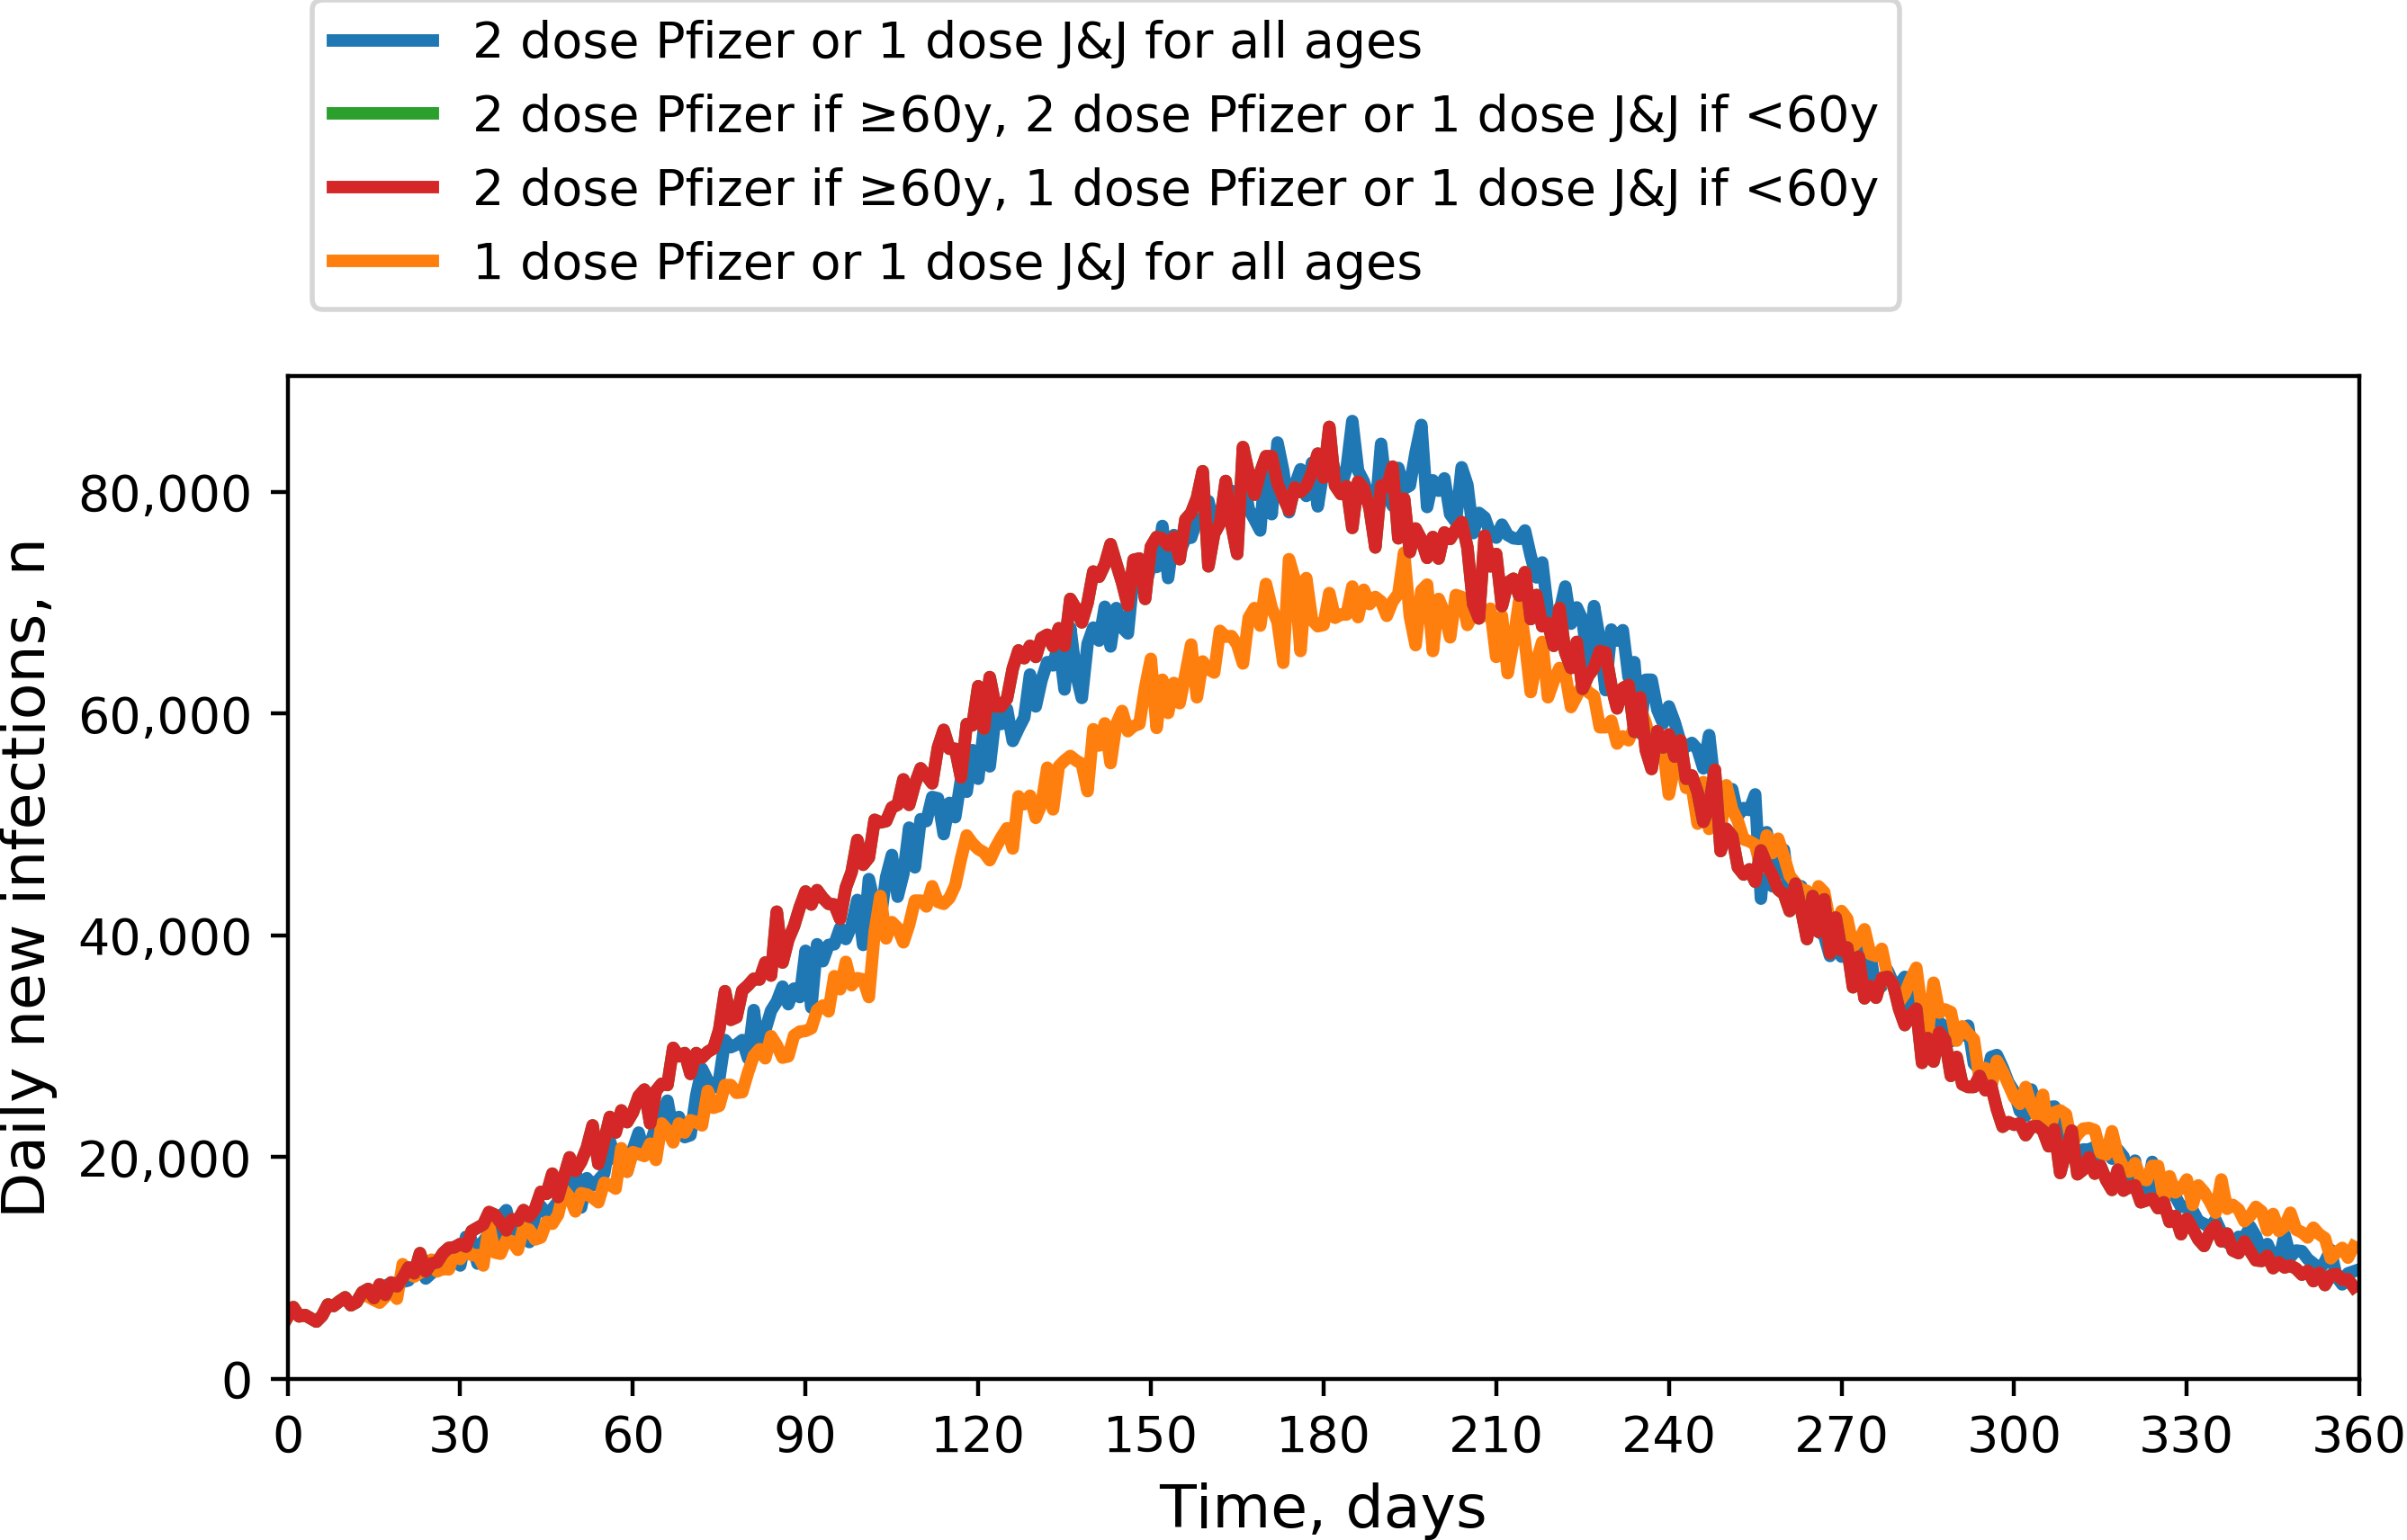 2 dose Pfizer or 1 dose J&J for all ages
2 dose Pfizer if ≥60y, 2 dose Pfizer or 1 dose J&J if <60y
2 dose Pfizer if ≥60y, 1 dose Pfizer or 1 dose J&J if <60y
1 dose Pfizer or 1 dose J&J for all ages
Daily new infections, n
80,000
60,000
40,000
20,000
0
0 30 60 90 120 150 180 210 240 270 300 330 360
Time, days